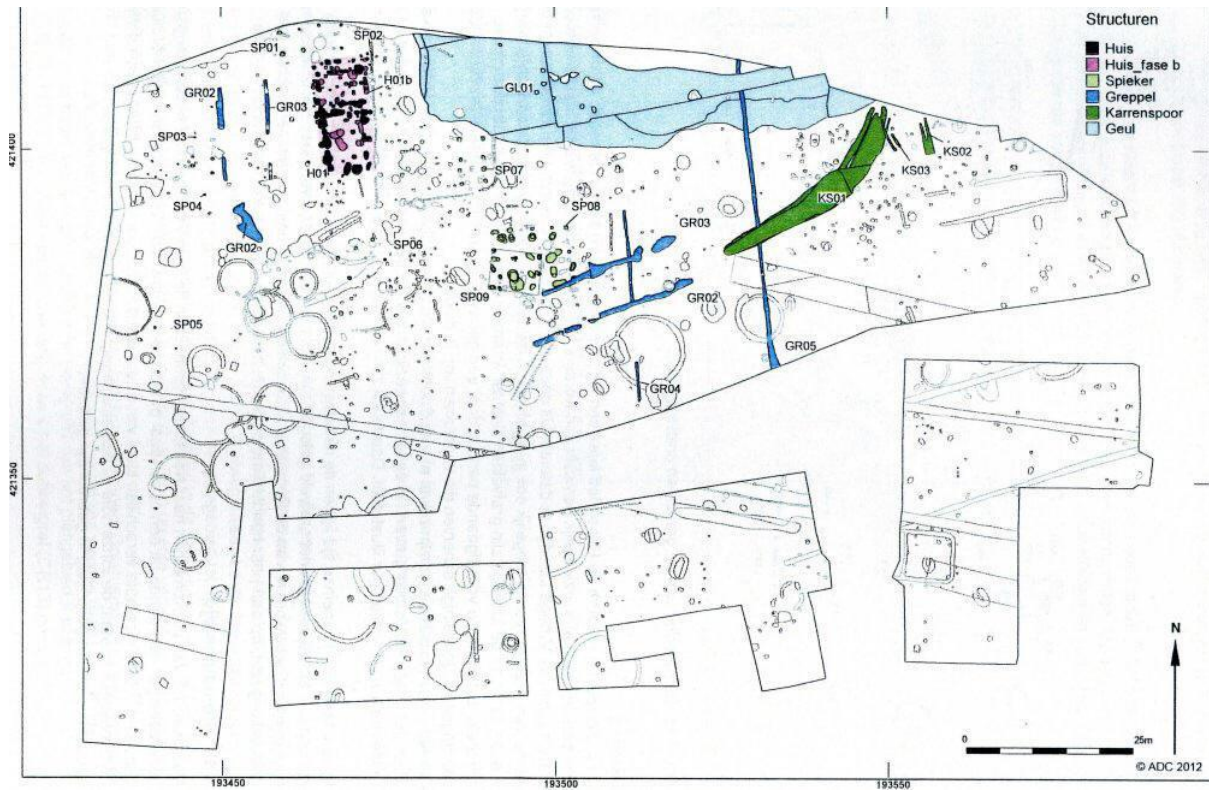 Structuren
Huis
Huis_fase b
Spieker
Greppel
Karrenspoor
Geul
SP01
SP02
GR02
GR03
H01b
GL01
SP03
H01
SP07
KS02
KS03
KS01
SP04
SP08
GR03
GR02
SP06
SP09
GR02
SP05
GR05
GR04
421400
421350
N
25m
193450
193500
193550
© ADC 2012